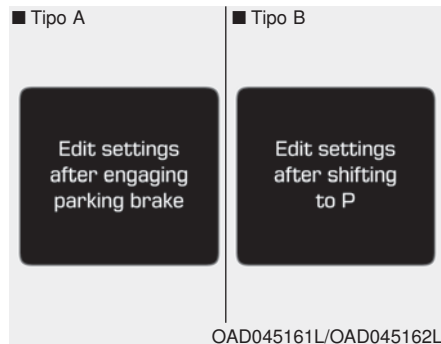 ■ Tipo A
Edit settings
after engaging
parking brake
■ Tipo B
Edit settings
after shifting
to P
OAD045161L/OAD045162L